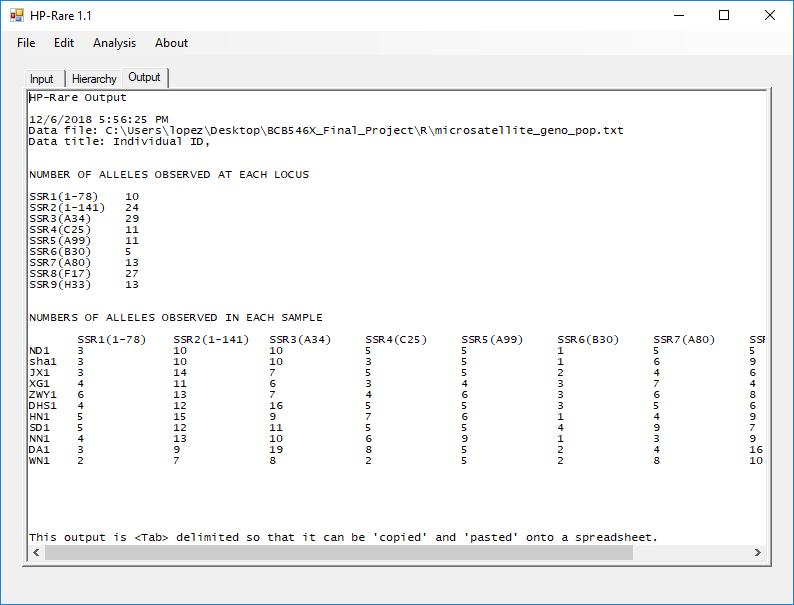 HP-Rare 1.1
File Edit Analysis About
Input Hierarchy Output
HP-Rare Output
12/6/2018 5:56:25 PM
Data file: C:\Users\lopez\Desktop\BCB546X_Final_Project\R\microsatellite_geno_pop.txt
Data title: Individual ID,
NUMBER OF ALLELES OBSERVED AT EACH LOCUS
SSR1(1-78) 10
SSR2(1-141) 24
SSR3(A34) 29
SSR4(C25) 11
SSR5(A99) 11
SSR6(B30) 5
SSR7(A80) 13
SSR8(F17) 27
SSR9(H33) 13
NUMBERS OF ALLELES OBSERVED IN EACH SAMPLE
SSR1(1-78) SSR2(1-141) SSR3(A34) SSR4(C25) SSR5(A99) SSR6(B30) SSR7(A80) SSR
ND1 3 10 10 5 5 1 5 5
sha1 3 10 10 3 5 1 6 9
JX1 3 14 7 5 5 2 4 6
XG1 4 11 6 3 4 3 7 4
ZWY1 6 13 7 4 6 3 6 8
DHS1 4 12 16 5 5 3 5 6
HN1 5 15 9 7 6 1 4 9
SD1 5 12 11 5 5 4 9 7
NN1 4 13 10 6 9 1 3 9
DA1 3 9 19 8 5 2 4 16
WN1 2 7 8 2 5 2 8 10
This output is <Tab> delimited so that it can be 'copied' and 'pasted' onto a spreadsheet.